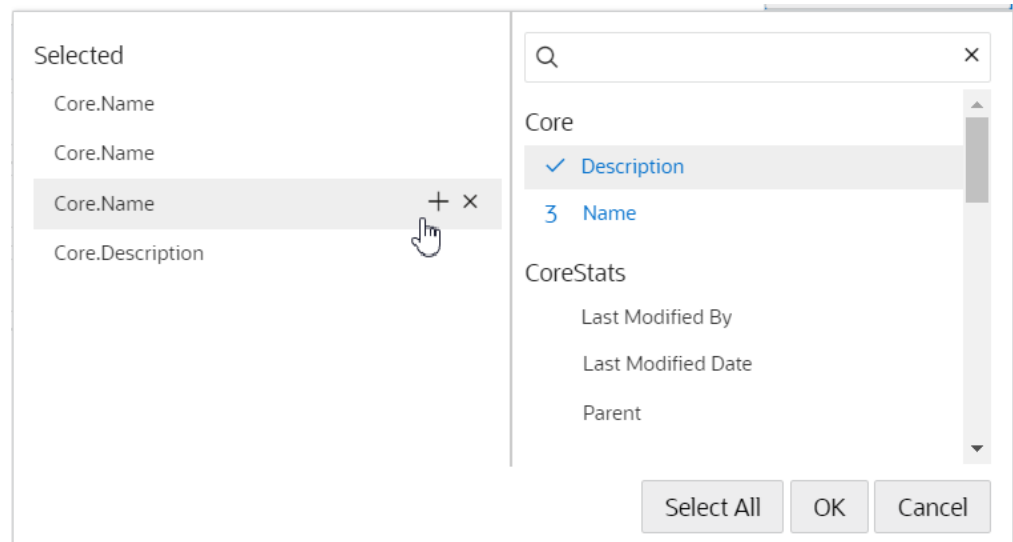 Selected
Core.Name
Core.Name
Core.Name
Core.Description
Core
Description
3 Name
CoreStats
Last Modified By
Last Modified Date
Parent
Select All
OK
Cancel